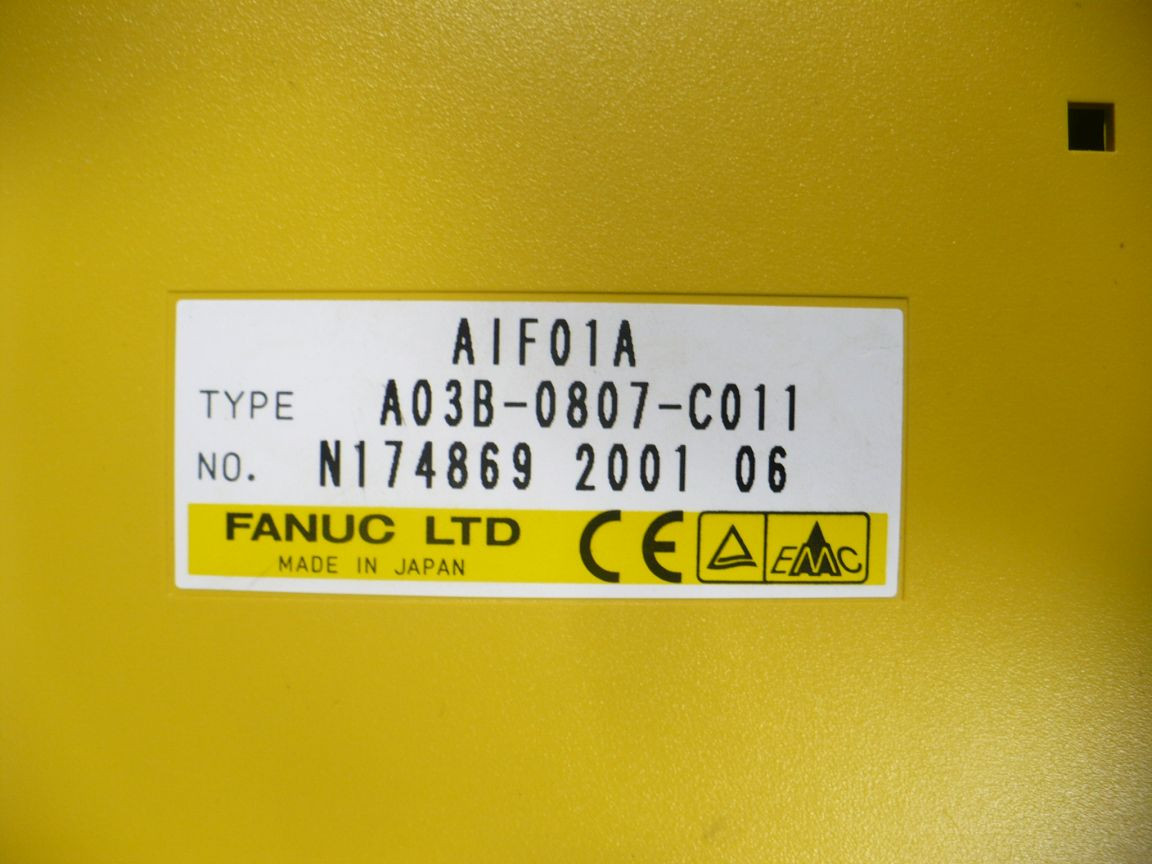 AIF01A
TYPE A03B-0807-C011
NO. N174869 2001 06
FANUC LTD
MADE IN JAPAN
CE EMC